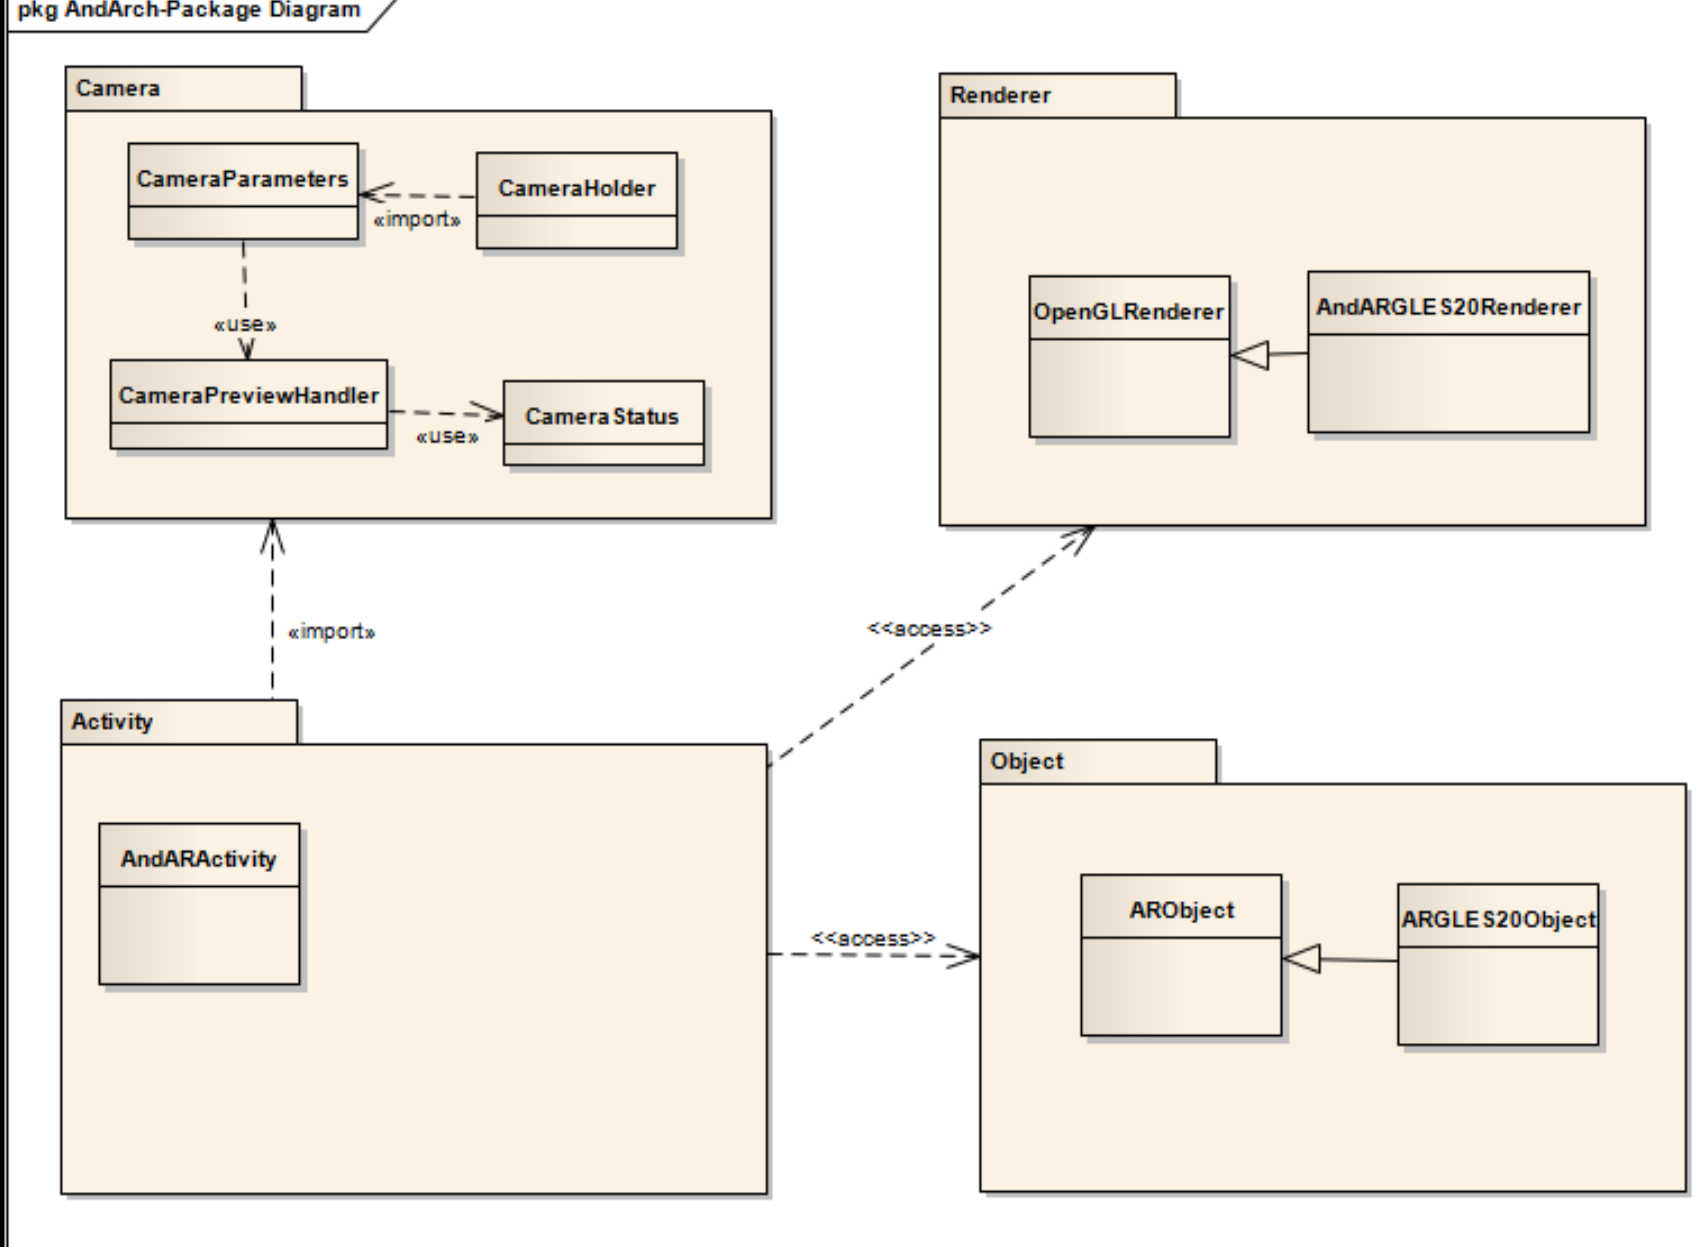 pkg AndArch-Package Diagram
Camera
CameraParameters
CameraHolder
«import»
«use»
CameraPreviewHandler
CameraStatus
«use»
Renderer
OpenGLRenderer
AndARGLES20Renderer
«import»
<<access>>
Activity
AndARActivity
<<access>>
Object
ARObject
ARGLES20Object